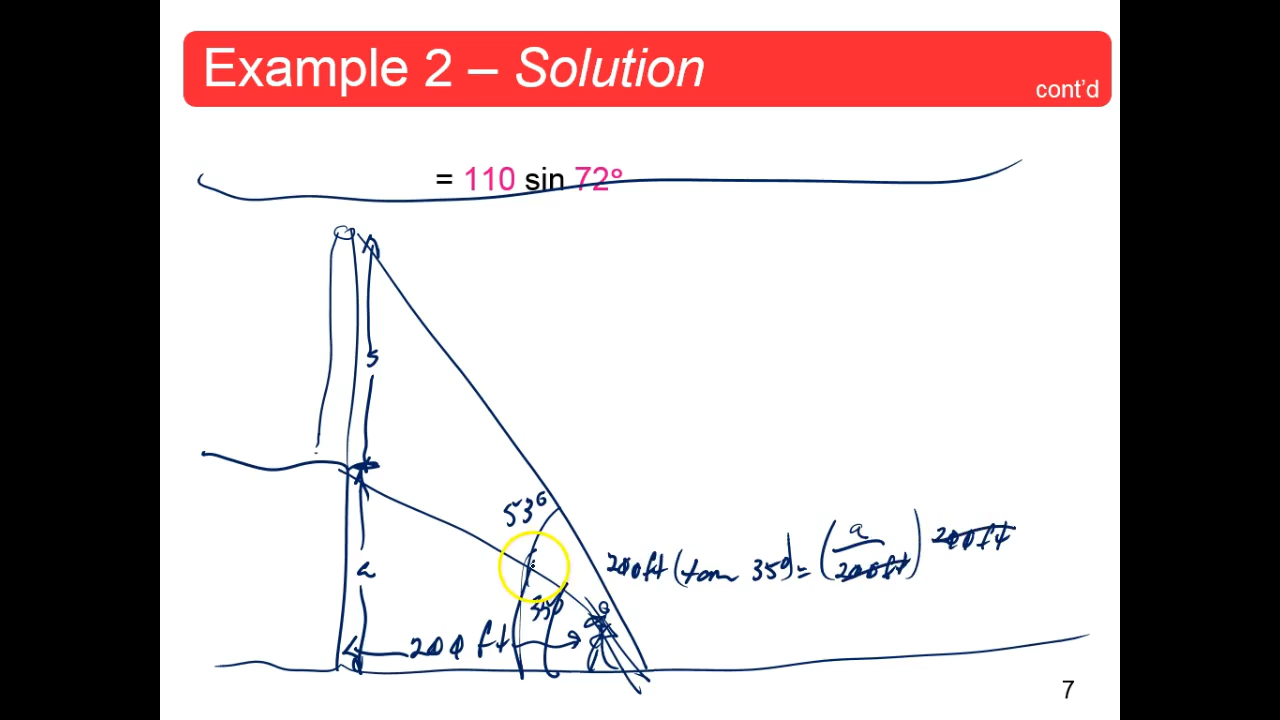 Example 2 – Solution
cont'd
= 110 sin 72°
s
53°
a
200 ft (tan 35°) = (a / 200 ft) 200 ft
35°
200 ft
7